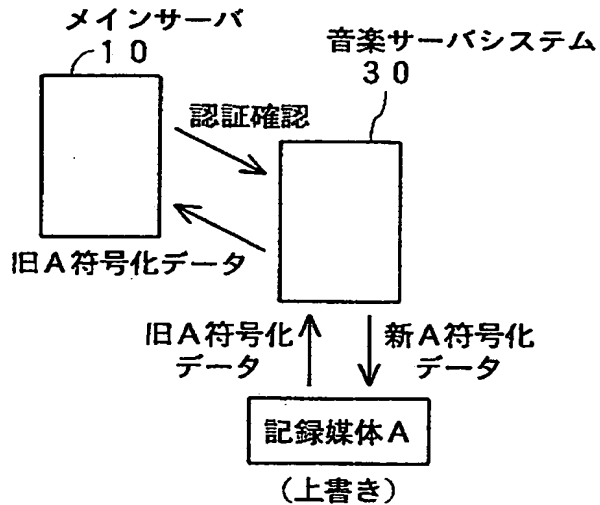 メインサーバ
10
音楽サーバシステム
30
認証確認
旧A符号化データ
旧A符号化
データ
新A符号化
データ
記録媒体A
(上書き)